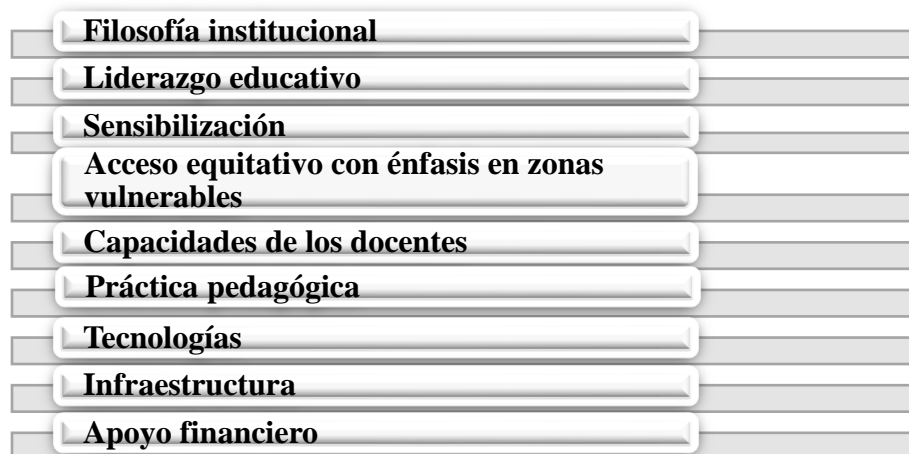 Filosofía institucional
Liderazgo educativo
Sensibilización
Acceso equitativo con énfasis en zonas
vulnerables
Capacidades de los docentes
Práctica pedagógica
Tecnologías
Infraestructura
Apoyo financiero